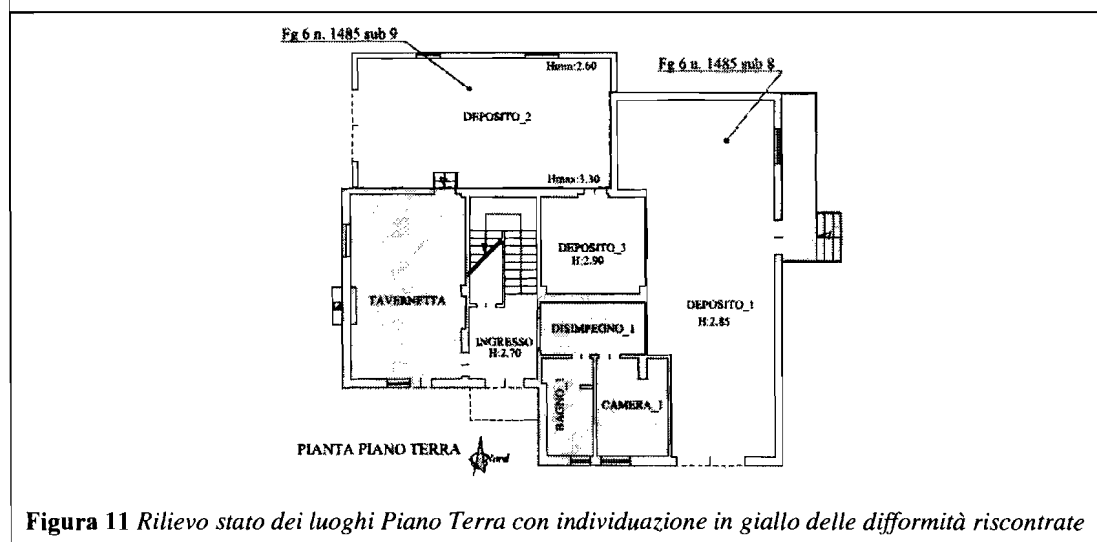 Fg 6 n. 1485 sub 9
Hmin:2.60
Fg 6 n. 1485 sub 8
DEPOSITO_2
Hmax:3.30
DEPOSITO_3
H:2.90
TAVERNETTA
DEPOSITO_1
H:2.85
DISIMPEGNO_1
INGRESSO
H:2.70
BAGNO_1
CAMERA_1
PIANTA PIANO TERRA
Nord
Figura 11 Rilievo stato dei luoghi Piano Terra con individuazione in giallo delle difformità riscontrate